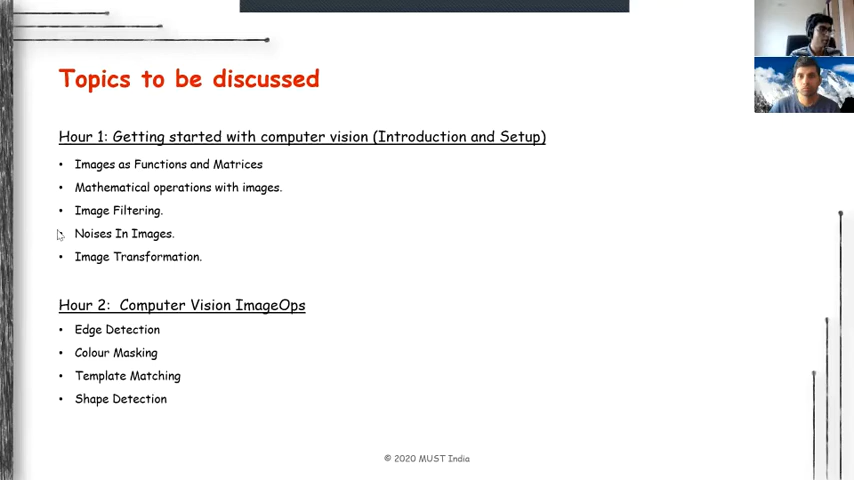 Topics to be discussed
Hour 1: Getting started with computer vision (Introduction and Setup)
• Images as Functions and Matrices
• Mathematical operations with images.
• Image Filtering.
• Noises In Images.
• Image Transformation.
Hour 2:  Computer Vision ImageOps
• Edge Detection
• Colour Masking
• Template Matching
• Shape Detection
© 2020 MUST India